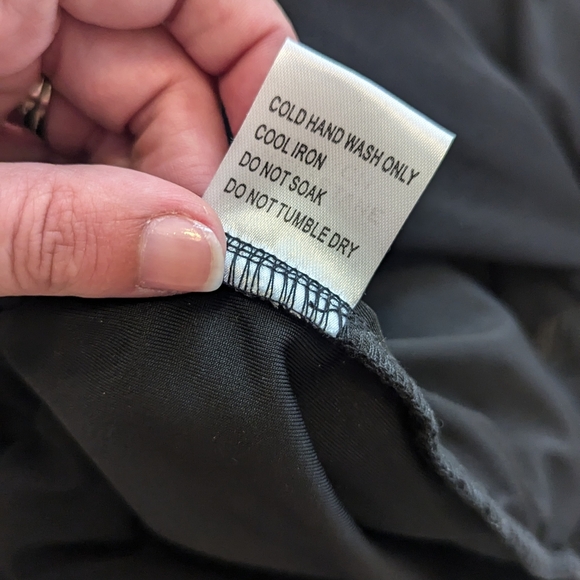 COLD HAND WASH ONLY
COOL IRON
DO NOT SOAK
DO NOT TUMBLE DRY